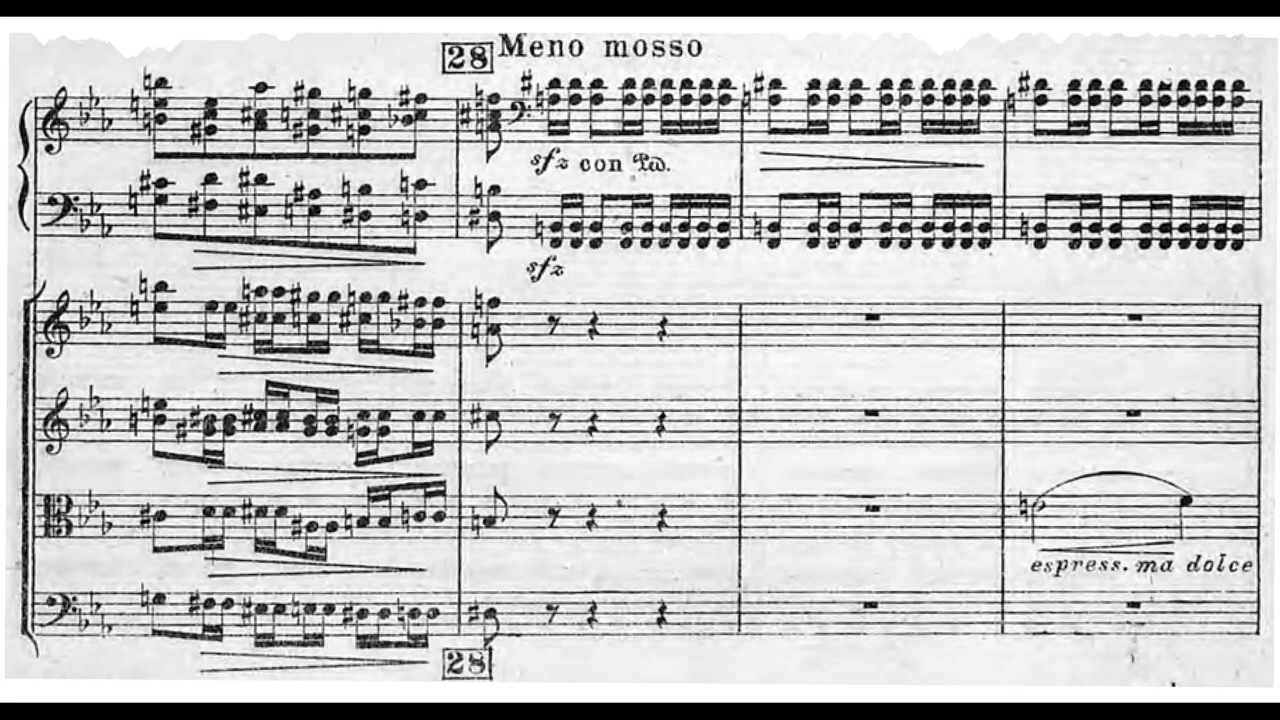 28 Meno mosso
sfz con Ped.
sfz
espress. ma dolce
28